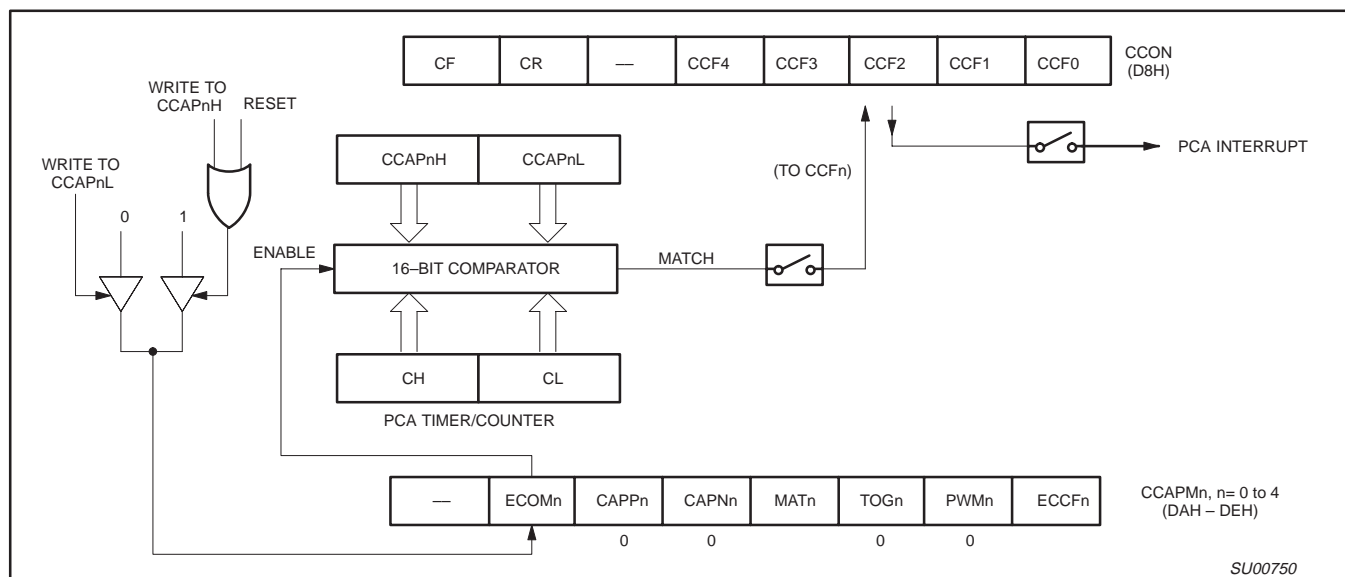 CF CR — CCF4 CCF3 CCF2 CCF1 CCF0
CCON
(D8H)
WRITE TO
CCAPnH
RESET
WRITE TO
CCAPnL
0 1
CCAPnH CCAPnL
(TO CCFn)
PCA INTERRUPT
ENABLE
16–BIT COMPARATOR
MATCH
CH CL
PCA TIMER/COUNTER
— ECOMn CAPPn CAPNn MATn TOGn PWMn ECCFn
CCAPMn, n= 0 to 4
(DAH – DEH)
0 0 0 0
SU00750